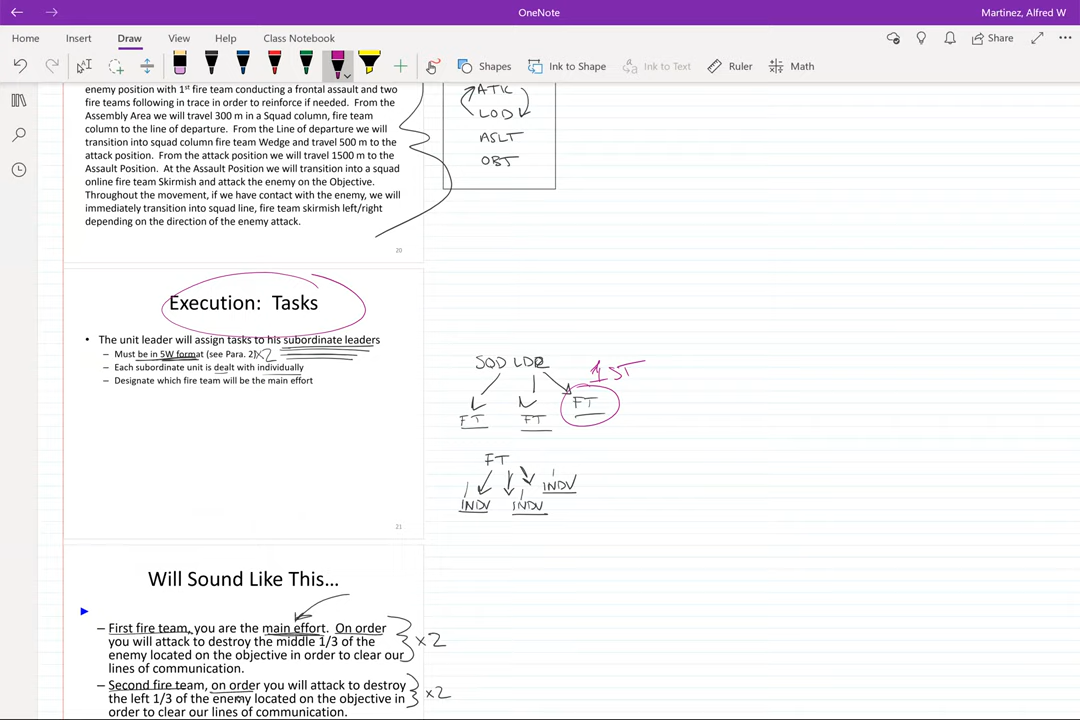 OneNote
Martinez, Alfred W
Home Insert Draw View Help Class Notebook
Share
Shapes Ink to Shape Ink to Text Ruler Math
enemy position with 1st fire team conducting a frontal assault and two
fire teams following in trace in order to reinforce if needed. From the
Assembly Area we will travel 300 m in a Squad column, fire team
column to the line of departure. From the Line of departure we will
transition into squad column fire team Wedge and travel 500 m to the
attack position. From the attack position we will travel 1500 m to the
Assault Position. At the Assault Position we will transition into a squad
online fire team Skirmish and attack the enemy on the Objective.
Throughout the movement, if we have contact with the enemy, we will
immediately transition into squad line, fire team skirmish left/right
depending on the direction of the enemy attack.
20
ATK
LOD
ASLT
OBJ
Execution: Tasks
• The unit leader will assign tasks to his subordinate leaders
– Must be in 5W format (see Para. 2) x2
– Each subordinate unit is dealt with individually
– Designate which fire team will be the main effort
21
SQD LDR
1ST
FT FT FT
FT
INDV INDV INDV
Will Sound Like This...
– First fire team, you are the main effort. On order
you will attack to destroy the middle 1/3 of the
enemy located on the objective in order to clear our
lines of communication.
x2
– Second fire team, on order you will attack to destroy
the left 1/3 of the enemy located on the objective in
order to clear our lines of communication.
x2